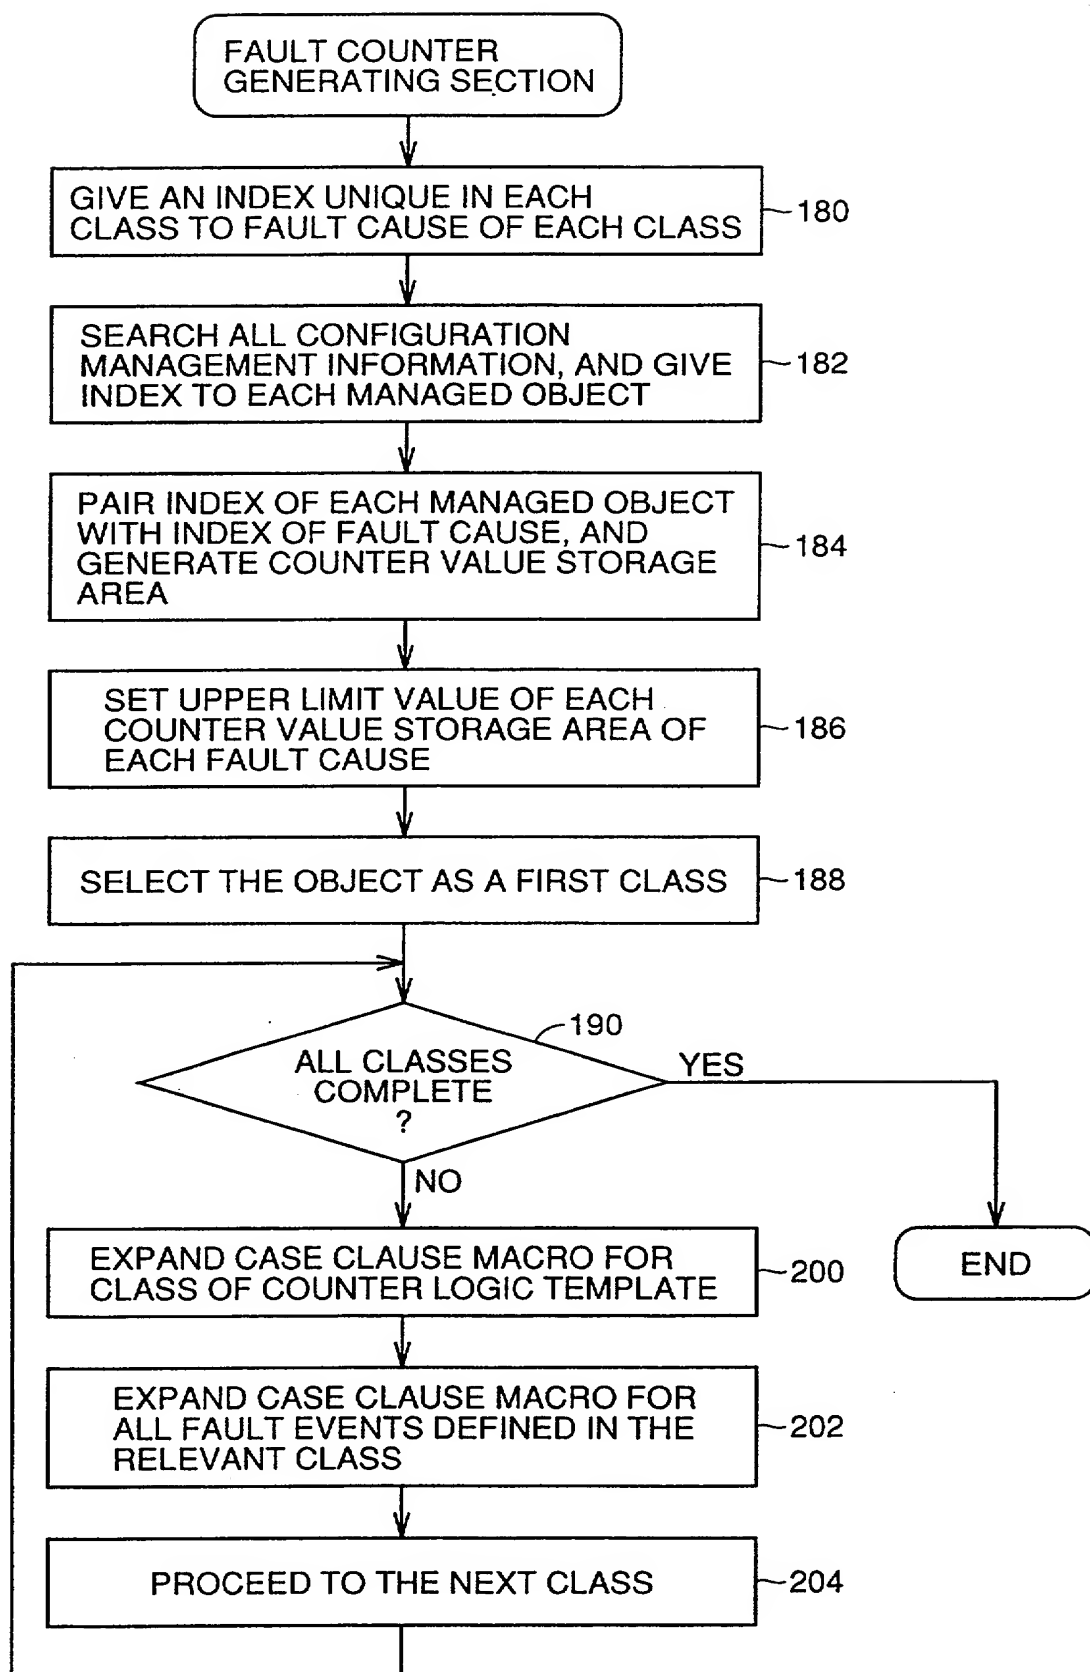 FAULT COUNTER
GENERATING SECTION
GIVE AN INDEX UNIQUE IN EACH
CLASS TO FAULT CAUSE OF EACH CLASS
180
SEARCH ALL CONFIGURATION
MANAGEMENT INFORMATION, AND GIVE
INDEX TO EACH MANAGED OBJECT
182
PAIR INDEX OF EACH MANAGED OBJECT
WITH INDEX OF FAULT CAUSE, AND
GENERATE COUNTER VALUE STORAGE
AREA
184
SET UPPER LIMIT VALUE OF EACH
COUNTER VALUE STORAGE AREA OF
EACH FAULT CAUSE
186
SELECT THE OBJECT AS A FIRST CLASS
188
190
ALL CLASSES
COMPLETE
?
YES
NO
EXPAND CASE CLAUSE MACRO FOR
CLASS OF COUNTER LOGIC TEMPLATE
200
END
EXPAND CASE CLAUSE MACRO FOR
ALL FAULT EVENTS DEFINED IN THE
RELEVANT CLASS
202
PROCEED TO THE NEXT CLASS
204